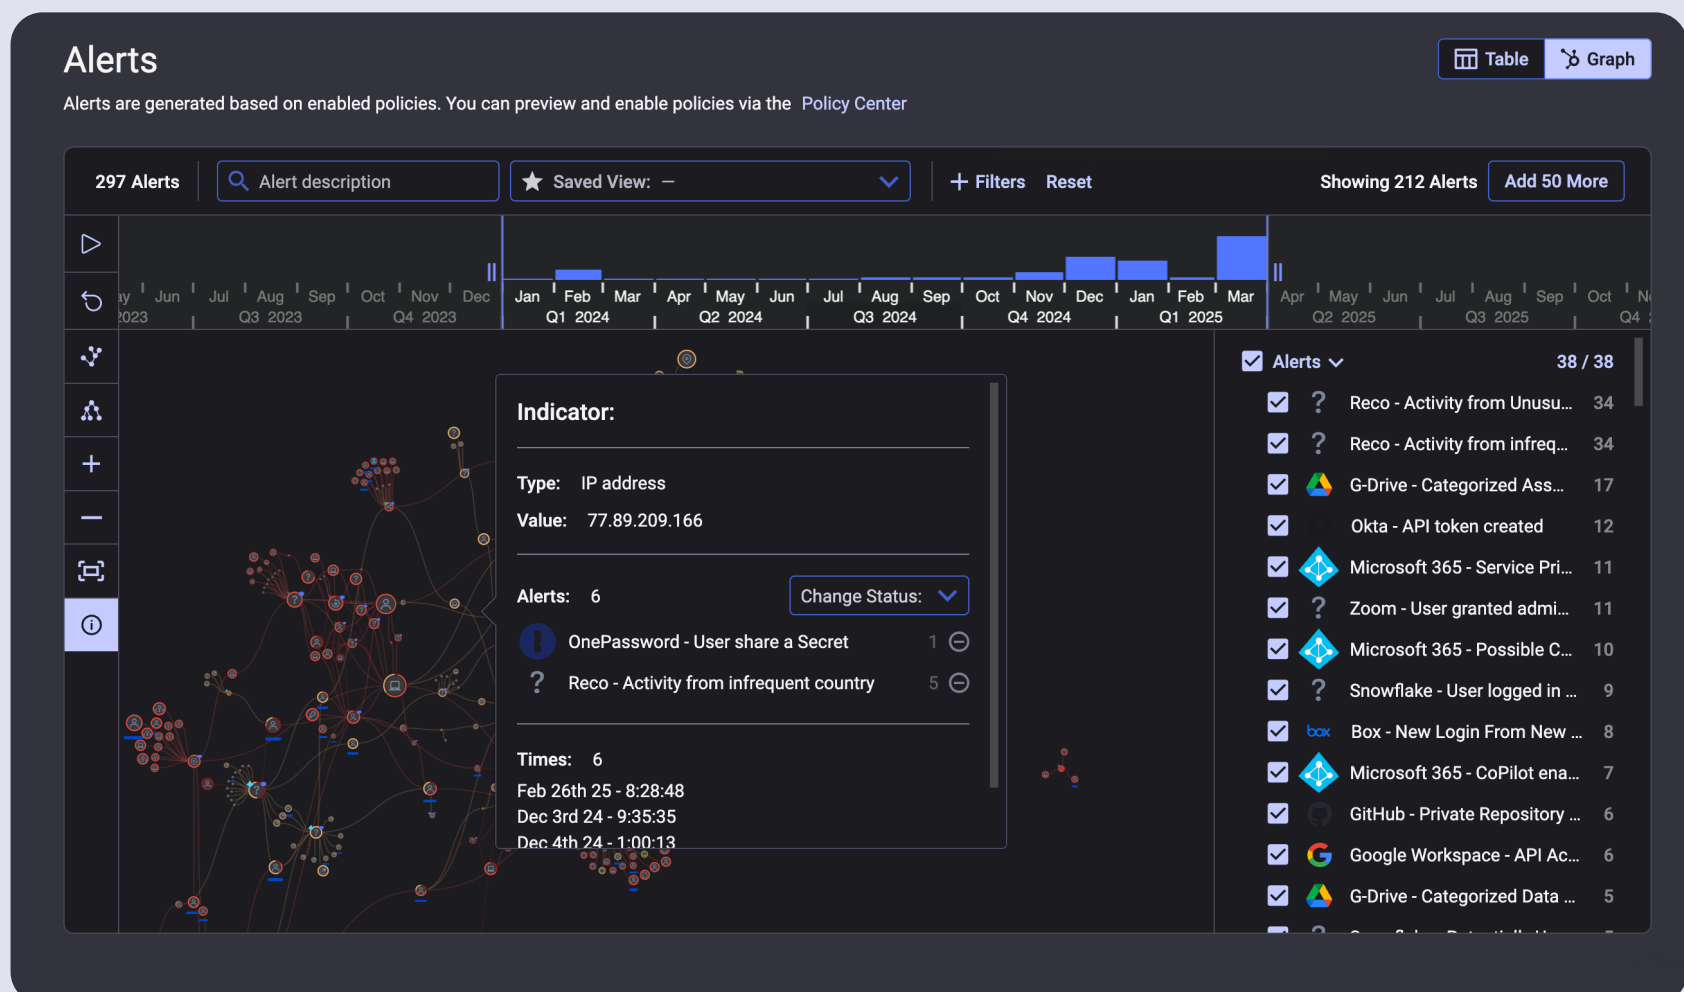 Alerts
Table
Graph
Alerts are generated based on enabled policies. You can preview and enable policies via the Policy Center
297 Alerts
Alert description
Saved View: –
Filters
Reset
Showing 212 Alerts
Add 50 More
Jun Jul Aug Sep Oct Nov Dec Jan Feb Mar Apr May Jun Jul Aug Sep Oct Nov Dec Jan Feb Mar Apr May Jun Jul Aug Sep Oct
2023 Q3 2023 Q4 2023 Q1 2024 Q2 2024 Q3 2024 Q4 2024 Q1 2025 Q2 2025 Q3 2025 Q4
Indicator:
Type: IP address
Value: 77.89.209.166
Alerts: 6
Change Status:
OnePassword - User share a Secret 1
? Reco - Activity from infrequent country 5
Times: 6
Feb 26th 25 - 8:28:48
Dec 3rd 24 - 9:35:35
Dec 4th 24 - 1:00:13
Alerts 38 / 38
? Reco - Activity from Unusu... 34
? Reco - Activity from infreq... 34
G-Drive - Categorized Ass... 17
Okta - API token created 12
Microsoft 365 - Service Pri... 11
? Zoom - User granted admi... 11
Microsoft 365 - Possible C... 10
? Snowflake - User logged in ... 9
box Box - New Login From New ... 8
Microsoft 365 - CoPilot ena... 7
GitHub - Private Repository ... 6
Google Workspace - API Ac... 6
G-Drive - Categorized Data ... 5